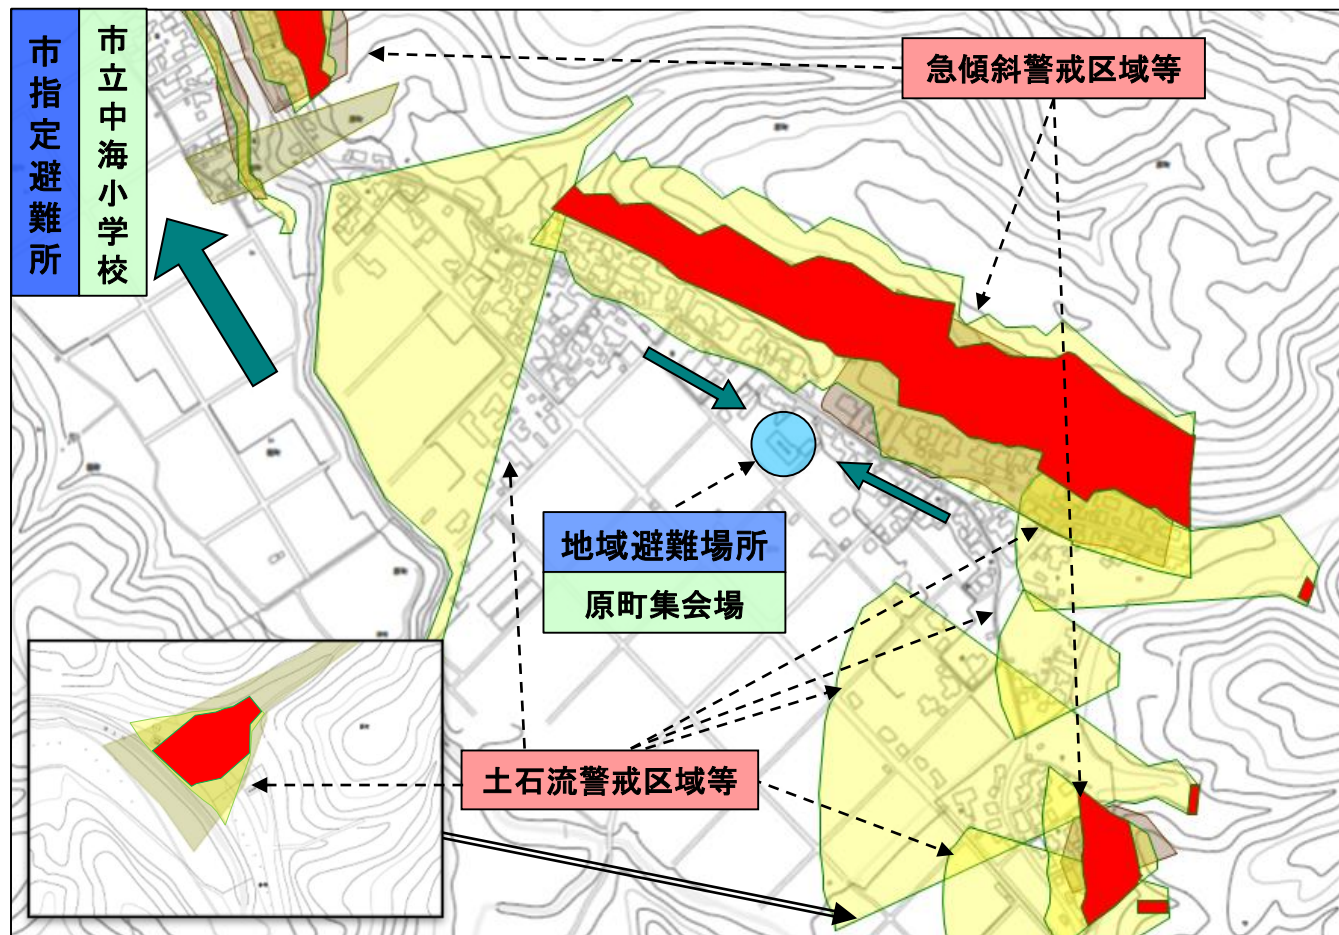 市指定避難所
市立中海小学校
急傾斜警戒区域等
地域避難場所
原町集会場
土石流警戒区域等